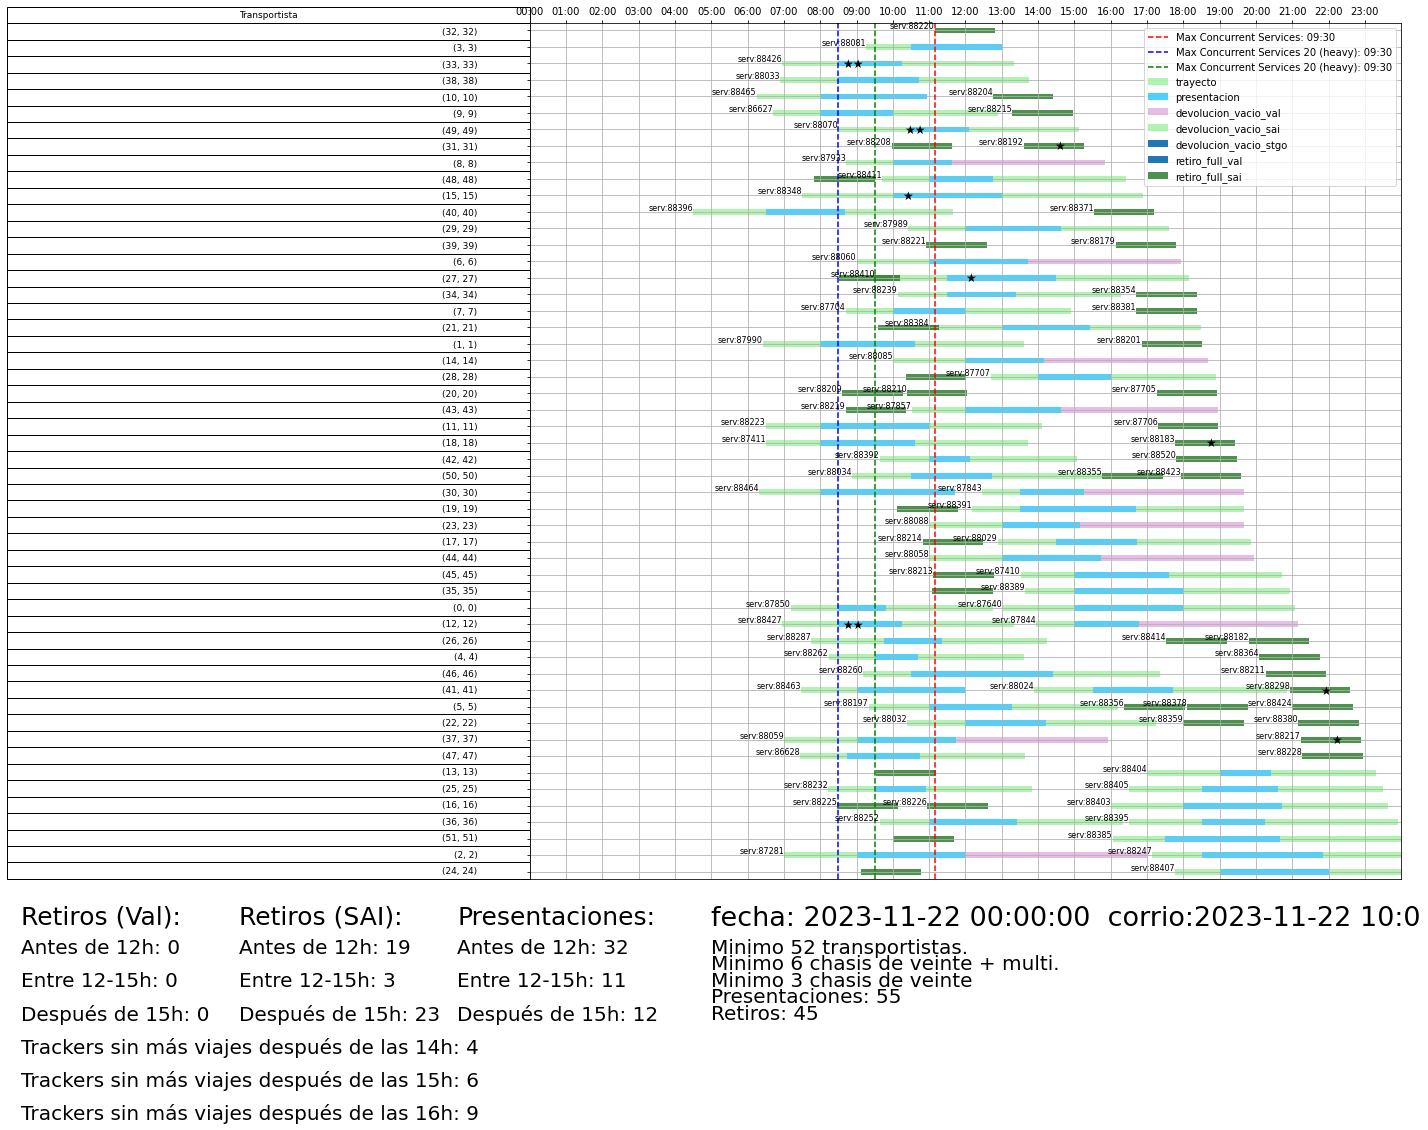 Transportista
00:00 01:00 02:00 03:00 04:00 05:00 06:00 07:00 08:00 09:00 10:00 11:00 12:00 13:00 14:00 15:00 16:00 17:00 18:00 19:00 20:00 21:00 22:00 23:00
Max Concurrent Services: 09:30
Max Concurrent Services 20 (heavy): 09:30
Max Concurrent Services 20 (heavy): 09:30
trayecto
presentacion
devolucion_vacio_val
devolucion_vacio_sai
devolucion_vacio_stgo
retiro_full_val
retiro_full_sai
(32, 32) serv:88220
(3, 3) serv:88081
(33, 33) serv:88426
(38, 38) serv:88033
(10, 10) serv:88465 serv:88204
(9, 9) serv:86627 serv:88215
(49, 49) serv:88070
(31, 31) serv:88208 serv:88192
(8, 8) serv:87933
(48, 48) serv:88411
(15, 15) serv:88348
(40, 40) serv:88396 serv:88371
(29, 29) serv:87989
(39, 39) serv:88221 serv:88179
(6, 6) serv:88060
(27, 27) serv:88410
(34, 34) serv:88239 serv:88354
(7, 7) serv:87704 serv:88381
(21, 21) serv:88384
(1, 1) serv:87990 serv:88201
(14, 14) serv:88085
(28, 28) serv:87707
(20, 20) serv:88209 serv:88210 serv:87705
(43, 43) serv:88219 serv:87857
(11, 11) serv:88223 serv:87706
(18, 18) serv:87411 serv:88183
(42, 42) serv:88392 serv:88520
(50, 50) serv:88034 serv:88355 serv:88423
(30, 30) serv:88464 serv:87843
(19, 19) serv:88391
(23, 23) serv:88088
(17, 17) serv:88214 serv:88029
(44, 44) serv:88058
(45, 45) serv:88213 serv:87410
(35, 35) serv:88389
(0, 0) serv:87850 serv:87640
(12, 12) serv:88427 serv:87844
(26, 26) serv:88287 serv:88414 serv:88182
(4, 4) serv:88262 serv:88364
(46, 46) serv:88260 serv:88211
(41, 41) serv:88463 serv:88024 serv:88298
(5, 5) serv:88197 serv:88356 serv:88378 serv:88424
(22, 22) serv:88032 serv:88359 serv:88380
(37, 37) serv:88059 serv:88217
(47, 47) serv:86628 serv:88228
(13, 13) serv:88404
(25, 25) serv:88232 serv:88405
(16, 16) serv:88225 serv:88226 serv:88403
(36, 36) serv:88252 serv:88395
(51, 51) serv:88385
(2, 2) serv:87281 serv:88247
(24, 24) serv:88407
Retiros (Val):
Antes de 12h: 0
Entre 12-15h: 0
Después de 15h: 0
Retiros (SAI):
Antes de 12h: 19
Entre 12-15h: 3
Después de 15h: 23
Presentaciones:
Antes de 12h: 32
Entre 12-15h: 11
Después de 15h: 12
Trackers sin más viajes después de las 14h: 4
Trackers sin más viajes después de las 15h: 6
Trackers sin más viajes después de las 16h: 9
fecha: 2023-11-22 00:00:00 corrio:2023-11-22 10:0
Minimo 52 transportistas.
Minimo 6 chasis de veinte + multi.
Minimo 3 chasis de veinte
Presentaciones: 55
Retiros: 45